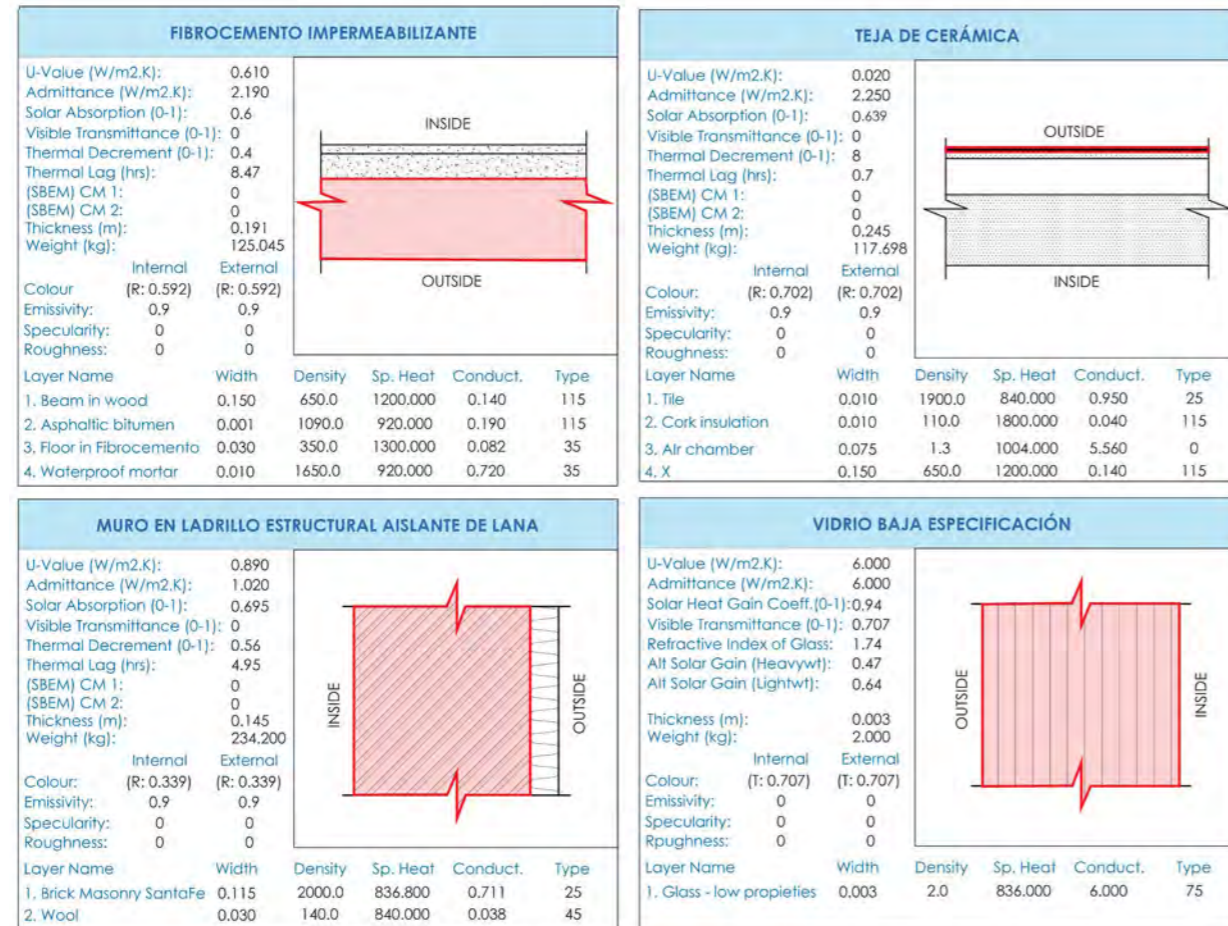 FIBROCEMENTO IMPERMEABILIZANTE
U-Value (W/m2.K): 0.610
Admittance (W/m2.K): 2.190
Solar Absorption (0-1): 0.6
Visible Transmittance (0-1): 0
Thermal Decrement (0-1): 0.4
Thermal Lag (hrs): 8.47
(SBEM) CM 1: 0
(SBEM) CM 2: 0
Thickness (m): 0.191
Weight (kg): 125.045
Internal External
Colour (R: 0.592) (R: 0.592)
Emissivity: 0.9 0.9
Specularity: 0 0
Roughness: 0 0
INSIDE
OUTSIDE
Layer Name Width Density Sp. Heat Conduct. Type
1. Beam in wood 0.150 650.0 1200.000 0.140 115
2. Asphaltic bitumen 0.001 1090.0 920.000 0.190 115
3. Floor in Fibrocemento 0.030 350.0 1300.000 0.082 35
4. Waterproof mortar 0.010 1650.0 920.000 0.720 35
TEJA DE CERÁMICA
U-Value (W/m2.K): 0.020
Admittance (W/m2.K): 2.250
Solar Absorption (0-1): 0.639
Visible Transmittance (0-1): 0
Thermal Decrement (0-1): 8
Thermal Lag (hrs): 0.7
(SBEM) CM 1: 0
(SBEM) CM 2: 0
Thickness (m): 0.245
Weight (kg): 117.698
Internal External
Colour: (R: 0.702) (R: 0.702)
Emissivity: 0.9 0.9
Specularity: 0 0
Roughness: 0 0
OUTSIDE
INSIDE
Layer Name Width Density Sp. Heat Conduct. Type
1. Tile 0.010 1900.0 840.000 0.950 25
2. Cork insulation 0.010 110.0 1800.000 0.040 115
3. Air chamber 0.075 1.3 1004.000 5.560 0
4. X 0.150 650.0 1200.000 0.140 115
MURO EN LADRILLO ESTRUCTURAL AISLANTE DE LANA
U-Value (W/m2.K): 0.890
Admittance (W/m2.K): 1.020
Solar Absorption (0-1): 0.695
Visible Transmittance (0-1): 0
Thermal Decrement (0-1): 0.56
Thermal Lag (hrs): 4.95
(SBEM) CM 1: 0
(SBEM) CM 2: 0
Thickness (m): 0.145
Weight (kg): 234.200
Internal External
Colour: (R: 0.339) (R: 0.339)
Emissivity: 0.9 0.9
Specularity: 0 0
Roughness: 0 0
INSIDE
OUTSIDE
Layer Name Width Density Sp. Heat Conduct. Type
1. Brick Masonry SantaFe 0.115 2000.0 836.800 0.711 25
2. Wool 0.030 140.0 840.000 0.038 45
VIDRIO BAJA ESPECIFICACIÓN
U-Value (W/m2.K): 6.000
Admittance (W/m2.K): 6.000
Solar Heat Gain Coeff.(0-1): 0.94
Visible Transmittance (0-1): 0.707
Refractive Index of Glass: 1.74
Alt Solar Gain (Heavywt): 0.47
Alt Solar Gain (Lightwt): 0.64
Thickness (m): 0.003
Weight (kg): 2.000
Internal External
Colour: (T: 0.707) (T: 0.707)
Emissivity: 0 0
Specularity: 0 0
Rpughness: 0 0
OUTSIDE
INSIDE
Layer Name Width Density Sp. Heat Conduct. Type
1. Glass - low propieties 0.003 2.0 836.000 6.000 75